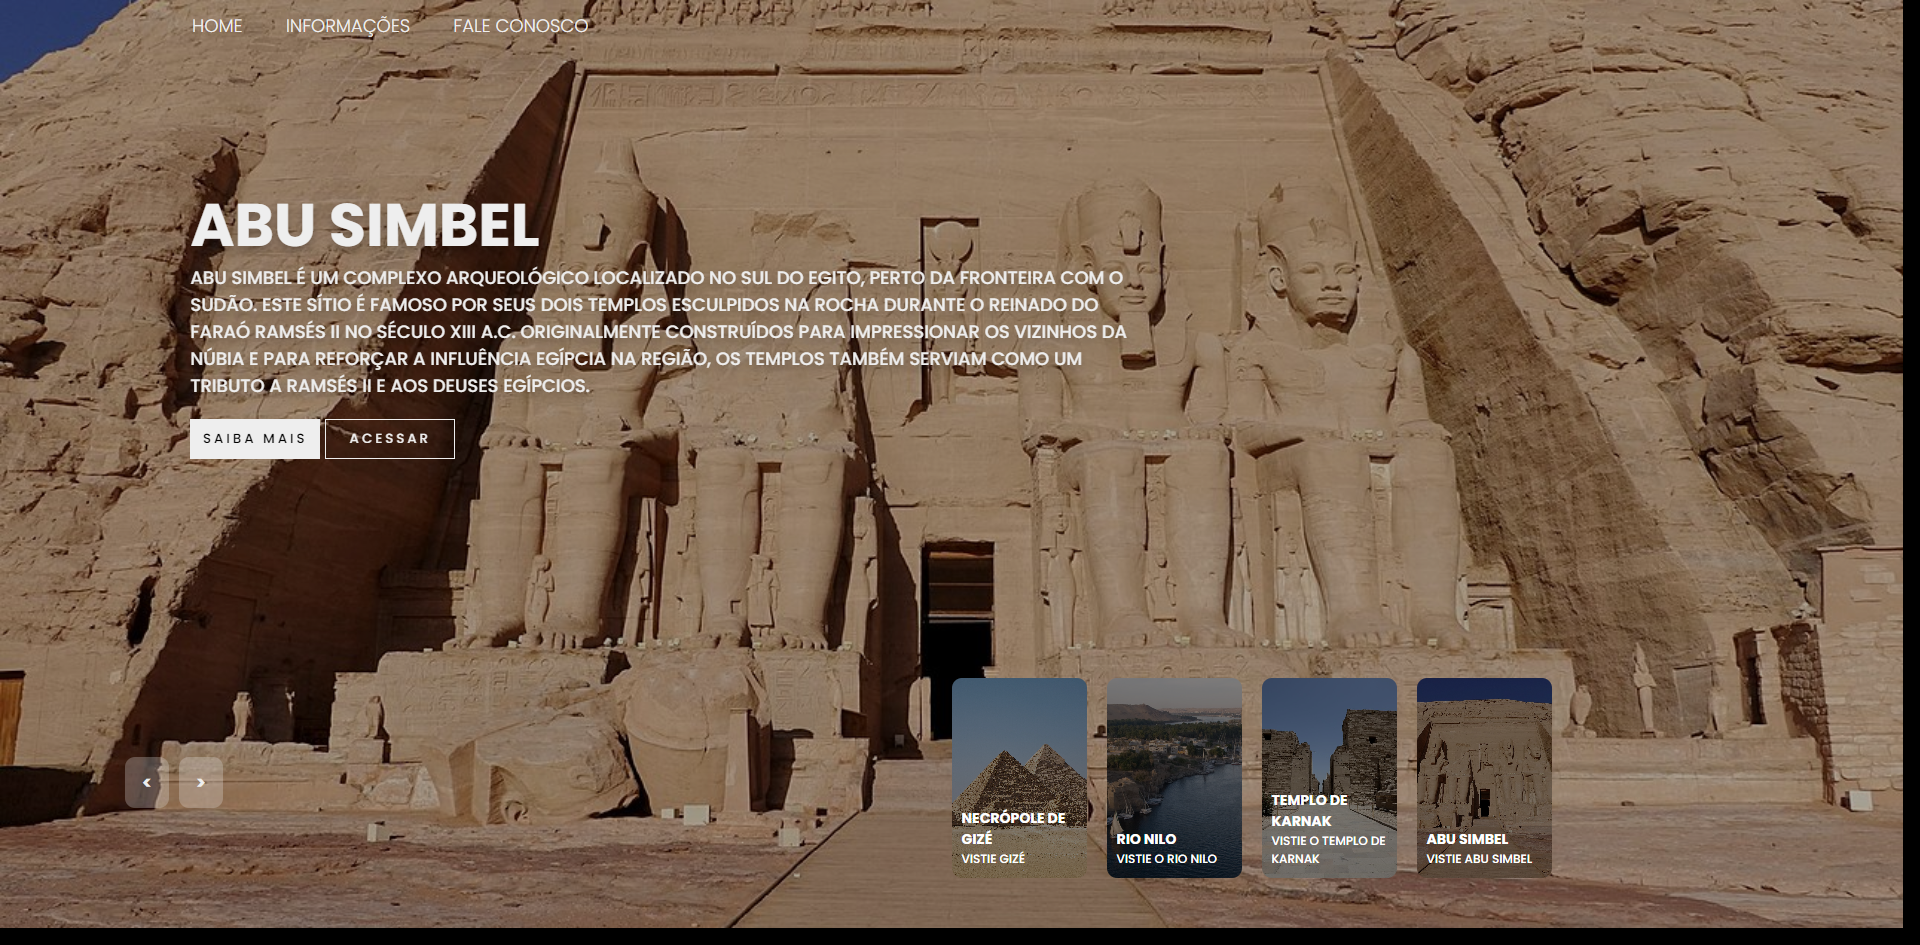 HOME INFORMAÇÕES FALE CONOSCO
ABU SIMBEL
ABU SIMBEL É UM COMPLEXO ARQUEOLÓGICO LOCALIZADO NO SUL DO EGITO, PERTO DA FRONTEIRA COM O
SUDÃO. ESTE SÍTIO É FAMOSO POR SEUS DOIS TEMPLOS ESCULPIDOS NA ROCHA DURANTE O REINADO DO
FARAÓ RAMSÉS II NO SÉCULO XIII A.C. ORIGINALMENTE CONSTRUÍDOS PARA IMPRESSIONAR OS VIZINHOS DA
NÚBIA E PARA REFORÇAR A INFLUÊNCIA EGÍPCIA NA REGIÃO, OS TEMPLOS TAMBÉM SERVIAM COMO UM
TRIBUTO A RAMSÉS II E AOS DEUSES EGÍPCIOS.
SAIBA MAIS ACESSAR
< >
NECRÓPOLE DE
GIZÉ
VISTIE GIZÉ
RIO NILO
VISTIE O RIO NILO
TEMPLO DE
KARNAK
VISTIE O TEMPLO DE
KARNAK
ABU SIMBEL
VISTIE ABU SIMBEL